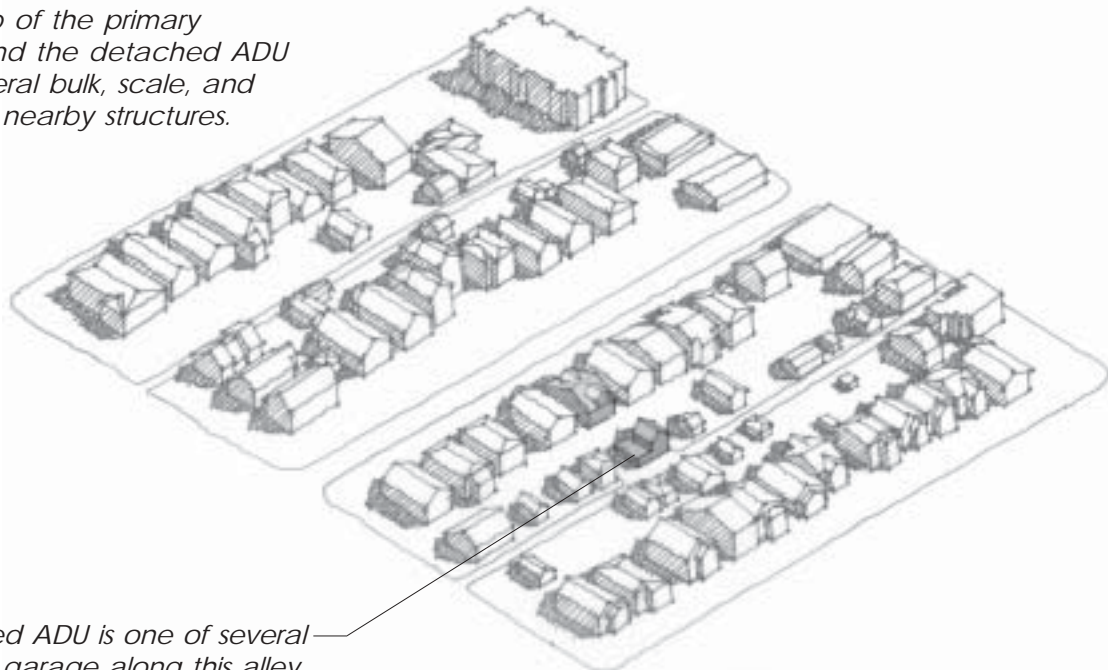 of the primary
nd the detached ADU
eral bulk, scale, and
nearby structures.
ed ADU is one of several
garage along this alley